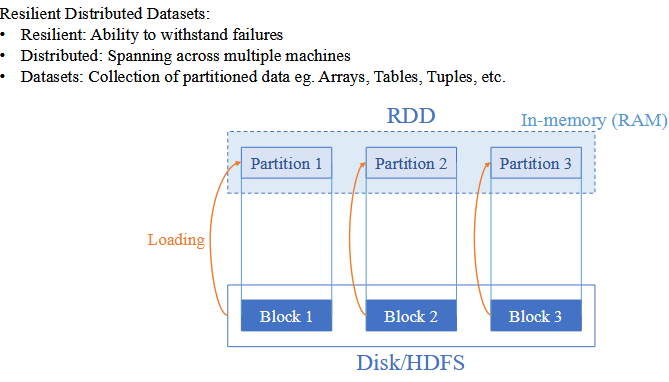 Resilient Distributed Datasets:
• Resilient: Ability to withstand failures
• Distributed: Spanning across multiple machines
• Datasets: Collection of partitioned data eg. Arrays, Tables, Tuples, etc.
RDD
In-memory (RAM)
Partition 1
Partition 2
Partition 3
Loading
Block 1
Block 2
Block 3
Disk/HDFS